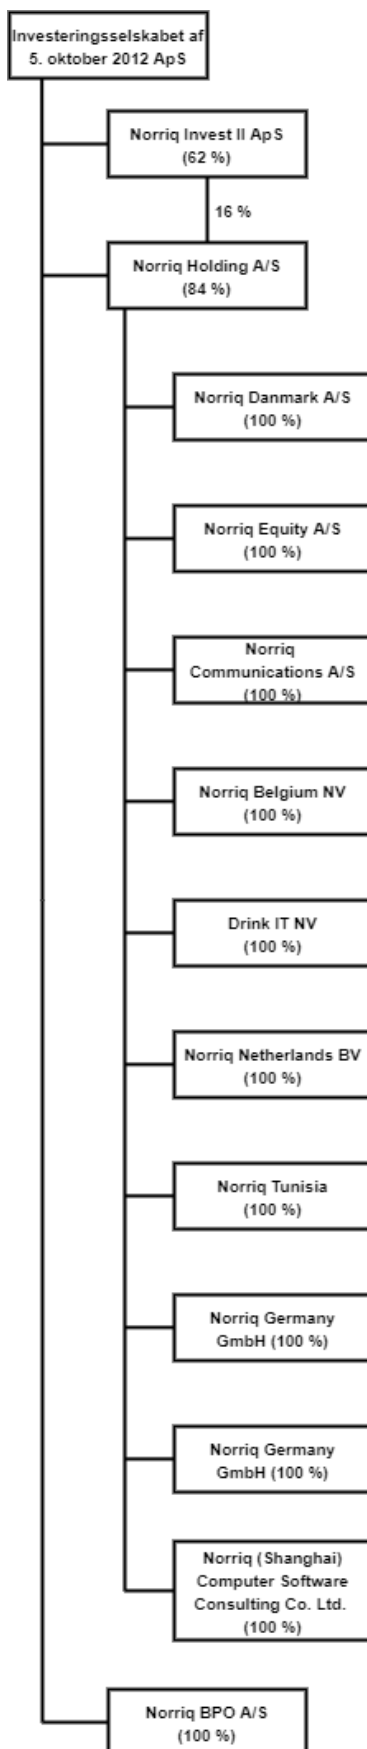 Investeringsselskabet af
5. oktober 2012 ApS
Norriq Invest II ApS
(62 %)
16 %
Norriq Holding A/S
(84 %)
Norriq Danmark A/S
(100 %)
Norriq Equity A/S
(100 %)
Norriq
Communications A/S
(100 %)
Norriq Belgium NV
(100 %)
Drink IT NV
(100 %)
Norriq Netherlands BV
(100 %)
Norriq Tunisia
(100 %)
Norriq Germany
GmbH (100 %)
Norriq Germany
GmbH (100 %)
Norriq (Shanghai)
Computer Software
Consulting Co. Ltd.
(100 %)
Norriq BPO A/S
(100 %)